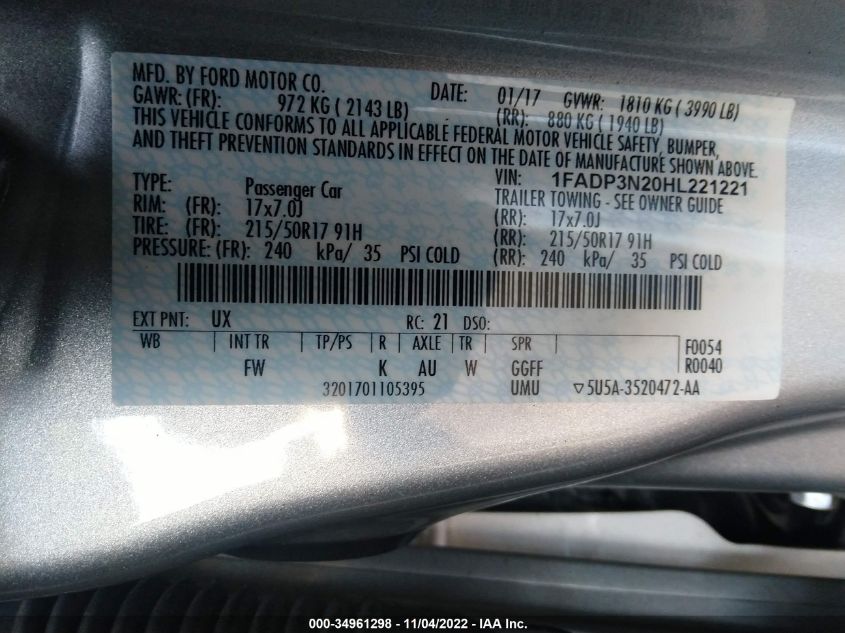 MFD. BY FORD MOTOR CO. DATE: 01/17 GVWR: 1810 KG ( 3990 LB)
GAWR: (FR): 972 KG ( 2143 LB) (RR): 880 KG ( 1940 LB)
THIS VEHICLE CONFORMS TO ALL APPLICABLE FEDERAL MOTOR VEHICLE SAFETY, BUMPER,
AND THEFT PREVENTION STANDARDS IN EFFECT ON THE DATE OF MANUFACTURE SHOWN ABOVE.
VIN: 1FADP3N20HL221221
TYPE: Passenger Car TRAILER TOWING - SEE OWNER GUIDE
RIM: (FR): 17x7.0J (RR): 17x7.0J
TIRE: (FR): 215/50R17 91H (RR): 215/50R17 91H
PRESSURE: (FR): 240 kPa/ 35 PSI COLD (RR): 240 kPa/ 35 PSI COLD
EXT PNT: UX RC: 21 DSO:
WB INT TR TP/PS R AXLE TR SPR F0054
FW K AU W GGFF R0040
3201701105395 UMU ▽5U5A-3520472-AA
000-34961298 - 11/04/2022 - IAA Inc.